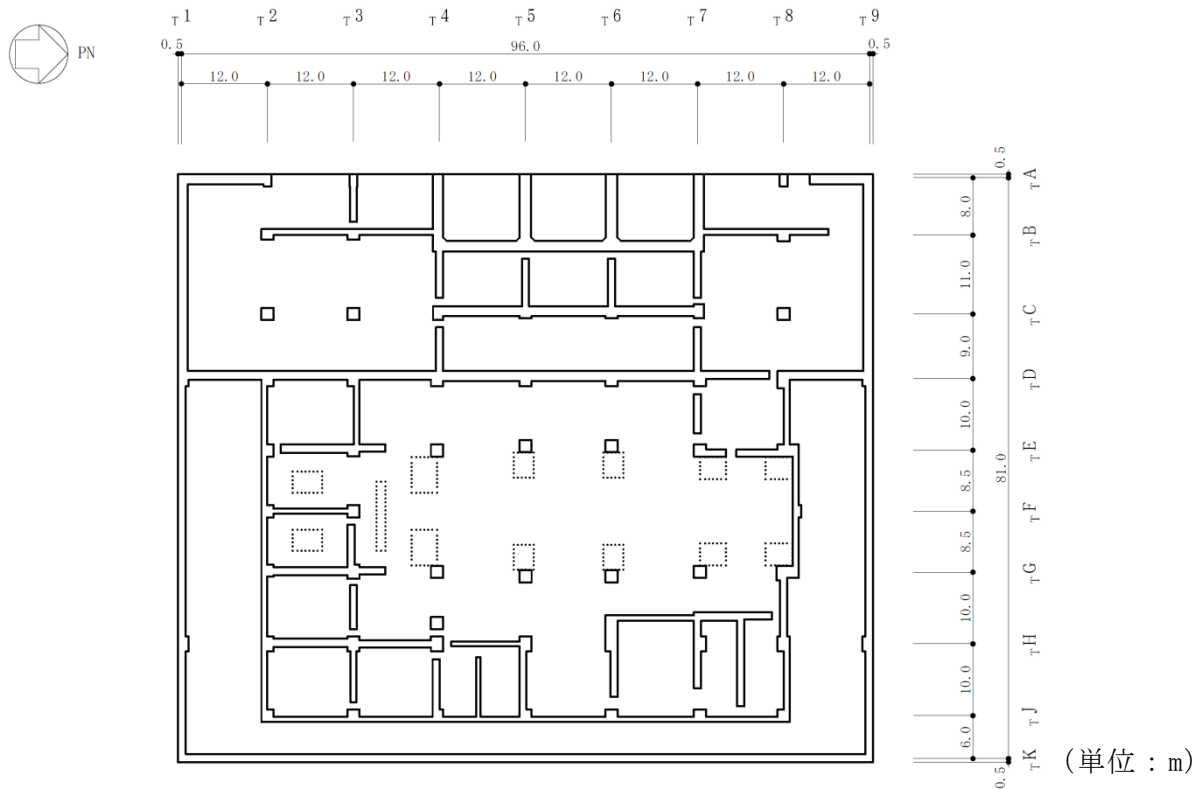 T1 T2 T3 T4 T5 T6 T7 T8 T9
PN
0.5 96.0 0.5
12.0 12.0 12.0 12.0 12.0 12.0 12.0 12.0
0.5
TA
8.0
TB
11.0
TC
9.0
TD
10.0
TE
8.5
81.0
TF
8.5
TG
10.0
TH
10.0
TJ
6.0
TK
0.5
(単位:m)